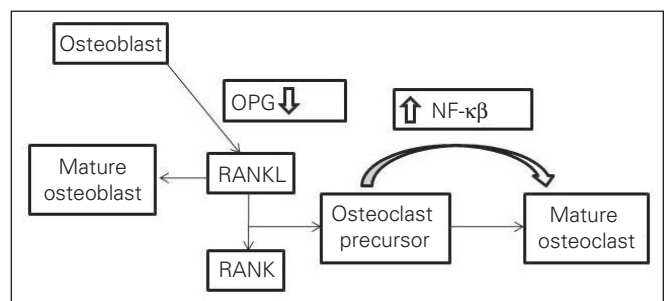 Osteoblast
OPG
NF-κβ
Mature
osteoblast
RANKL
Osteoclast
precursor
Mature
osteoclast
RANK